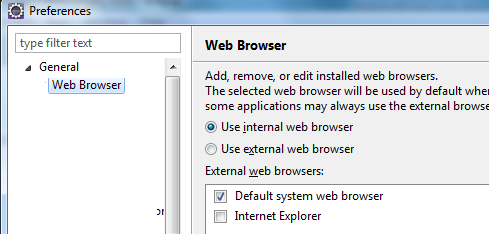 Preferences
type filter text
General
Web Browser
Web Browser
Add, remove, or edit installed web browsers.
The selected web browser will be used by default when
some applications may always use the external browse
Use internal web browser
Use external web browser
External web browsers:
Default system web browser
Internet Explorer